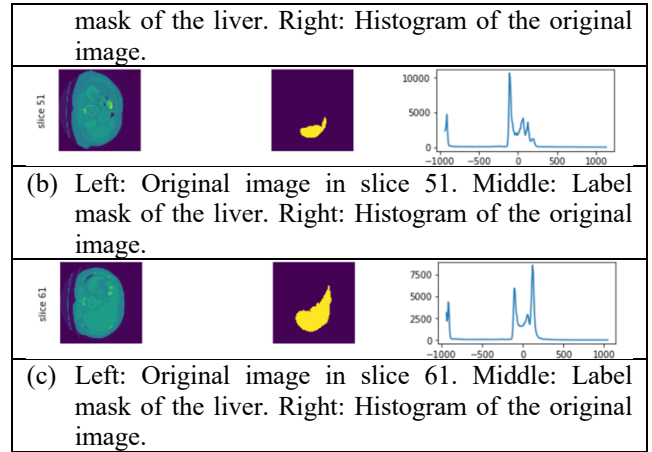 mask of the liver. Right: Histogram of the original
image.
slice 51
10000
5000
0
−1000 −500 0 500 1000
(b) Left: Original image in slice 51. Middle: Label
mask of the liver. Right: Histogram of the original
image.
slice 61
7500
5000
2500
0
−1000 −500 0 500 1000
(c) Left: Original image in slice 61. Middle: Label
mask of the liver. Right: Histogram of the original
image.